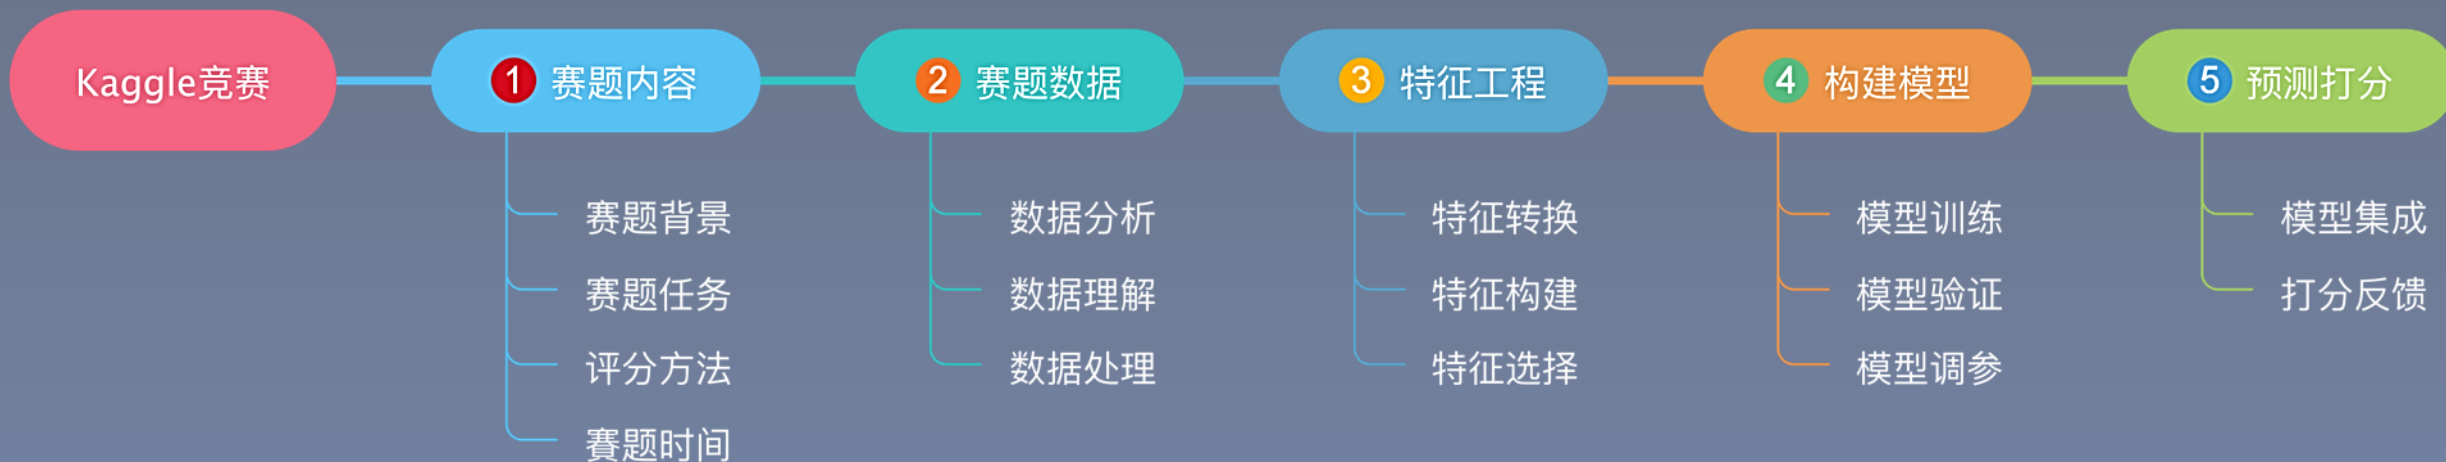 Kaggle竞赛
1 赛题内容
赛题背景
赛题任务
评分方法
赛题时间
2 赛题数据
数据分析
数据理解
数据处理
3 特征工程
特征转换
特征构建
特征选择
4 构建模型
模型训练
模型验证
模型调参
5 预测打分
模型集成
打分反馈